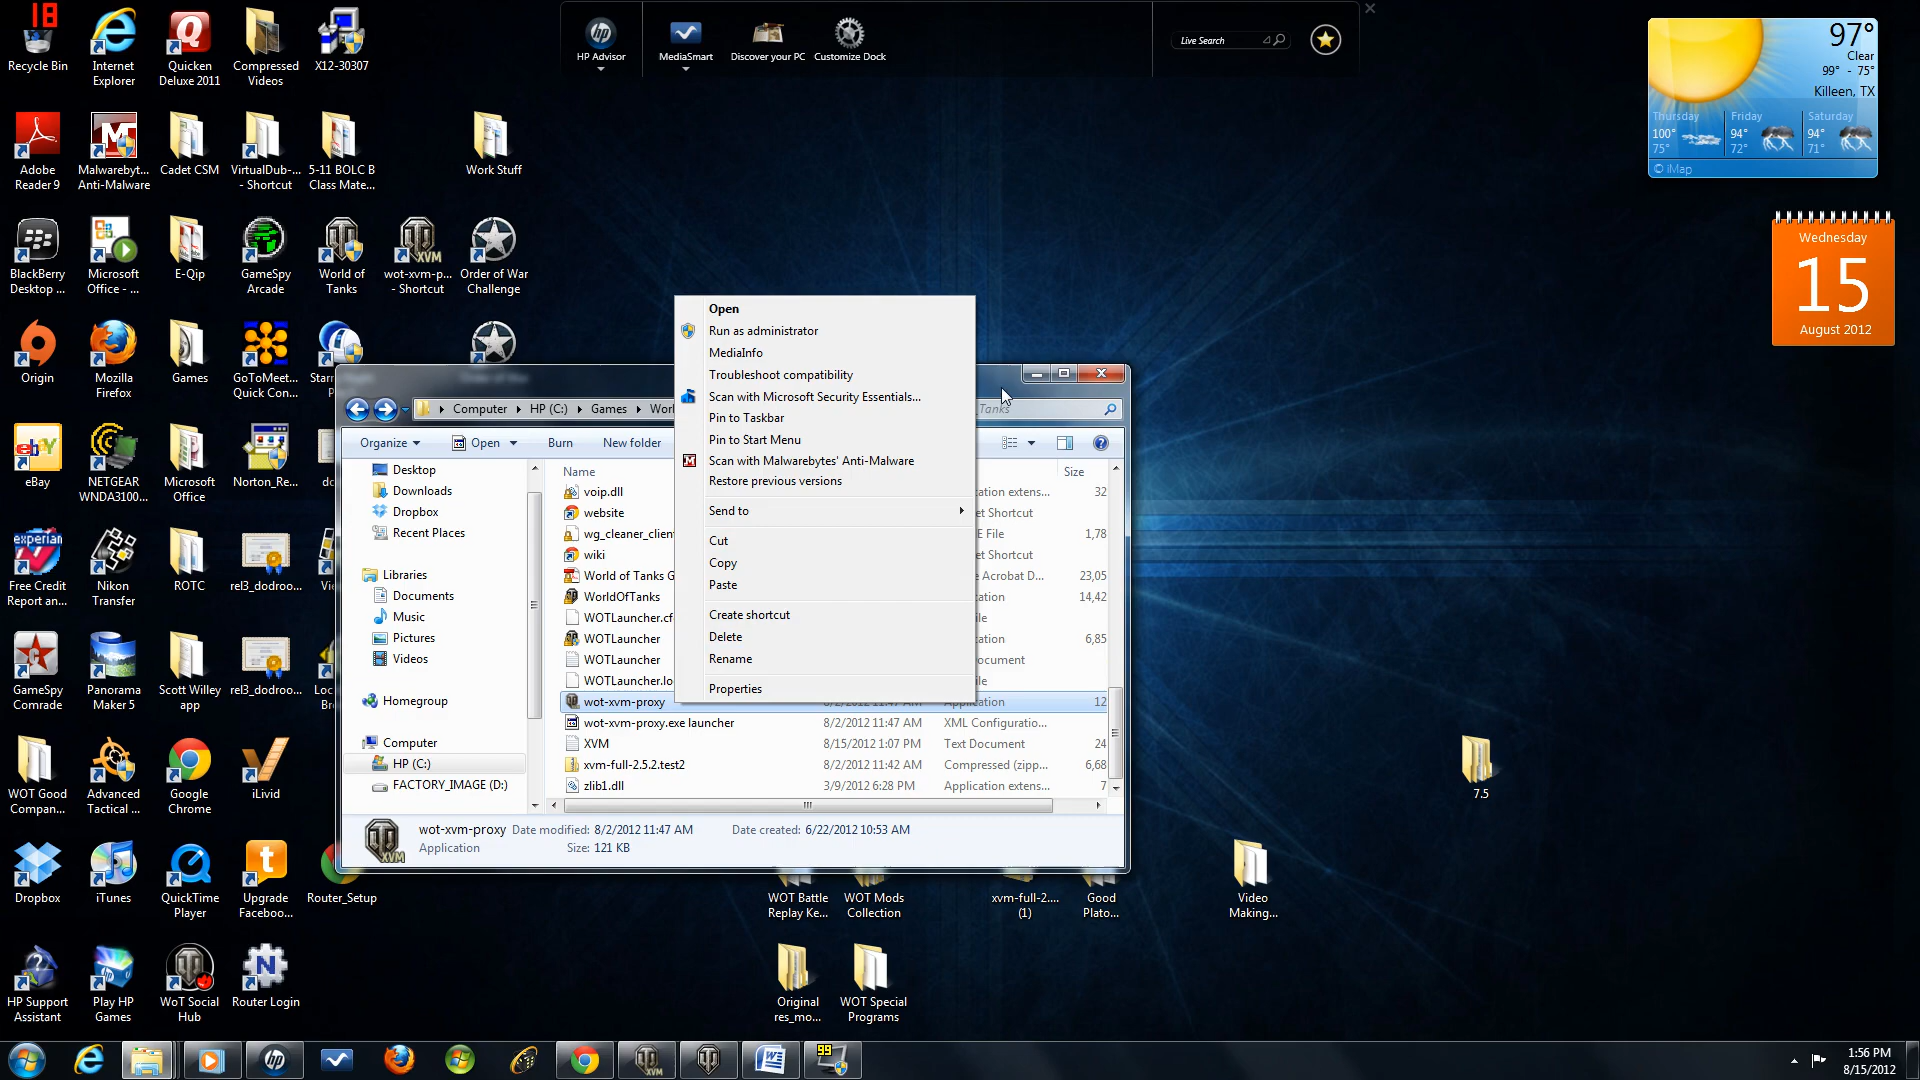 18
Recycle Bin
Internet
Explorer
Quicken
Deluxe 2011
Compressed
Videos
X12-30307
HP Advisor
MediaSmart
Discover your PC
Customize Dock
Live Search
97°
Clear
99° - 75°
Killeen, TX
Thursday
100°
75°
Friday
94°
72°
Saturday
94°
71°
© iMap
Wednesday
15
August 2012
Adobe
Reader 9
Malwarebyt...
Anti-Malware
Cadet CSM
VirtualDub-...
- Shortcut
5-11 BOLC B
Class Mate...
Work Stuff
BlackBerry
Desktop ...
Microsoft
Office - ...
E-Qip
GameSpy
Arcade
World of
Tanks
wot-xvm-p...
- Shortcut
Order of War
Challenge
Origin
Mozilla
Firefox
Games
GoToMeet...
Quick Con...
eBay
NETGEAR
WNDA3100...
Microsoft
Office
Norton_Re...
experian
Free Credit
Report an...
Nikon
Transfer
ROTC
rel3_dodroo...
GameSpy
Comrade
Panorama
Maker 5
Scott Willey
app
rel3_dodroo...
WOT Good
Compan...
Advanced
Tactical ...
Google
Chrome
iLivid
Dropbox
iTunes
QuickTime
Player
Upgrade
Faceboo...
Router_Setup
HP Support
Assistant
Play HP
Games
WoT Social
Hub
Router Login
Computer
HP (C:)
Games
Tanks
Organize
Open
Burn
New folder
Desktop
Downloads
Dropbox
Recent Places
Libraries
Documents
Music
Pictures
Videos
Homegroup
Computer
HP (C:)
FACTORY_IMAGE (D:)
Name
Size
voip.dll
ation extens...
32
website
et Shortcut
wg_cleaner_clien
E File
1,78
wiki
et Shortcut
World of Tanks G
e Acrobat D...
23,05
WorldOfTanks
ation
14,42
WOTLauncher.cf
ile
WOTLauncher
ation
6,85
WOTLauncher
ocument
WOTLauncher.lo
ile
wot-xvm-proxy
8/2/2012 11:47 AM
Application
12
wot-xvm-proxy.exe launcher
8/2/2012 11:47 AM
XML Configuratio...
XVM
8/15/2012 1:07 PM
Text Document
24
xvm-full-2.5.2.test2
8/2/2012 11:42 AM
Compressed (zipp...
6,68
zlib1.dll
3/9/2012 6:28 PM
Application extens...
7
wot-xvm-proxy
Date modified: 8/2/2012 11:47 AM
Date created: 6/22/2012 10:53 AM
Application
Size: 121 KB
Open
Run as administrator
MediaInfo
Troubleshoot compatibility
Scan with Microsoft Security Essentials...
Pin to Taskbar
Pin to Start Menu
Scan with Malwarebytes' Anti-Malware
Restore previous versions
Send to
Cut
Copy
Paste
Create shortcut
Delete
Rename
Properties
7.5
WOT Battle
Replay Ke...
WOT Mods
Collection
xvm-full-2....
(1)
Good
Plato...
Video
Making...
Original
res_mo...
WOT Special
Programs
99
1:56 PM
8/15/2012